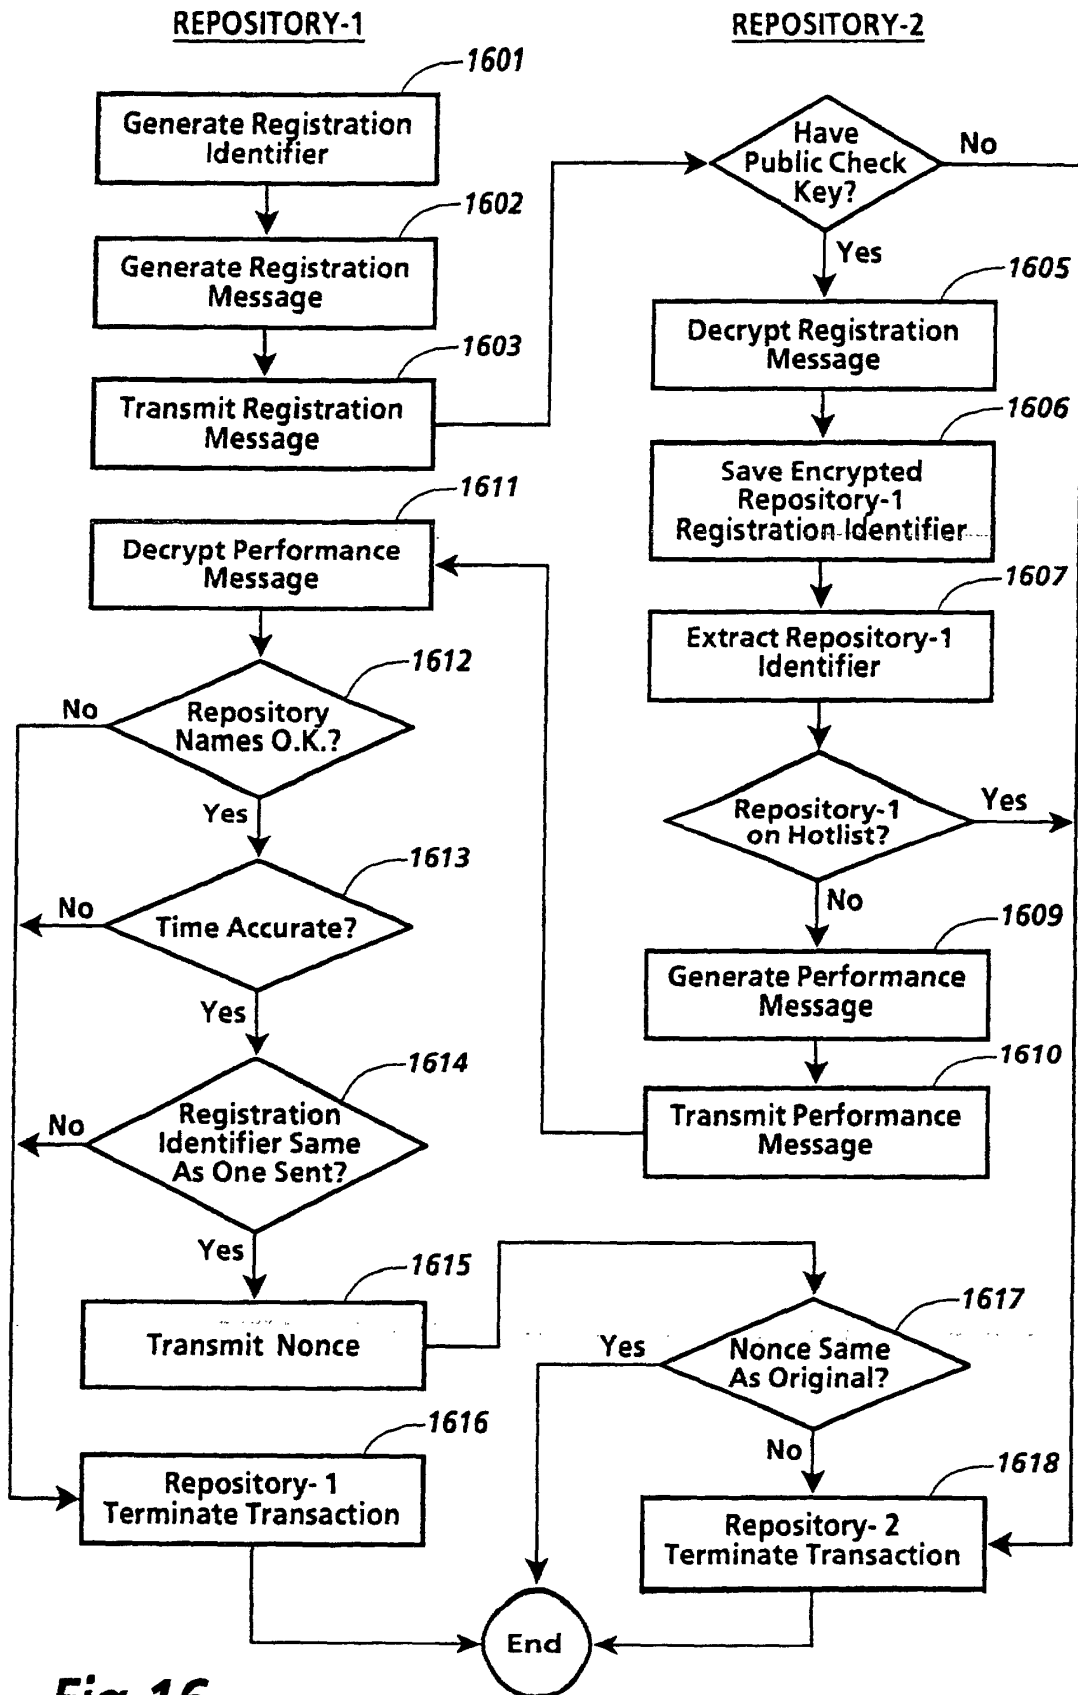 REPOSITORY-1
1601
Generate Registration
Identifier
1602
Generate Registration
Message
1603
Transmit Registration
Message
1611
Decrypt Performance
Message
1612
Repository
Names O.K.?
No
Yes
1613
Time Accurate?
No
Yes
1614
Registration
Identifier Same
As One Sent?
No
Yes
1615
Transmit Nonce
1616
Repository- 1
Terminate Transaction
REPOSITORY-2
Have
Public Check
Key?
No
Yes
1605
Decrypt Registration
Message
1606
Save Encrypted
Repository-1
Registration Identifier
1607
Extract Repository-1
Identifier
Repository-1
on Hotlist?
Yes
No
1609
Generate Performance
Message
1610
Transmit Performance
Message
1617
Nonce Same
As Original?
Yes
No
1618
Repository- 2
Terminate Transaction
End
Fig. 16